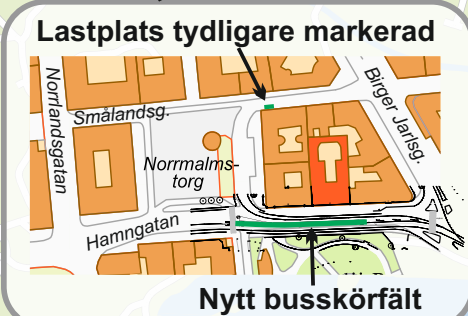 Lastplats tydligare markerad
Norrlandsgatan
Smålandsg.
Birger Jarlsg.
Norrmalms-
torg
Hamngatan
Nytt busskörfält